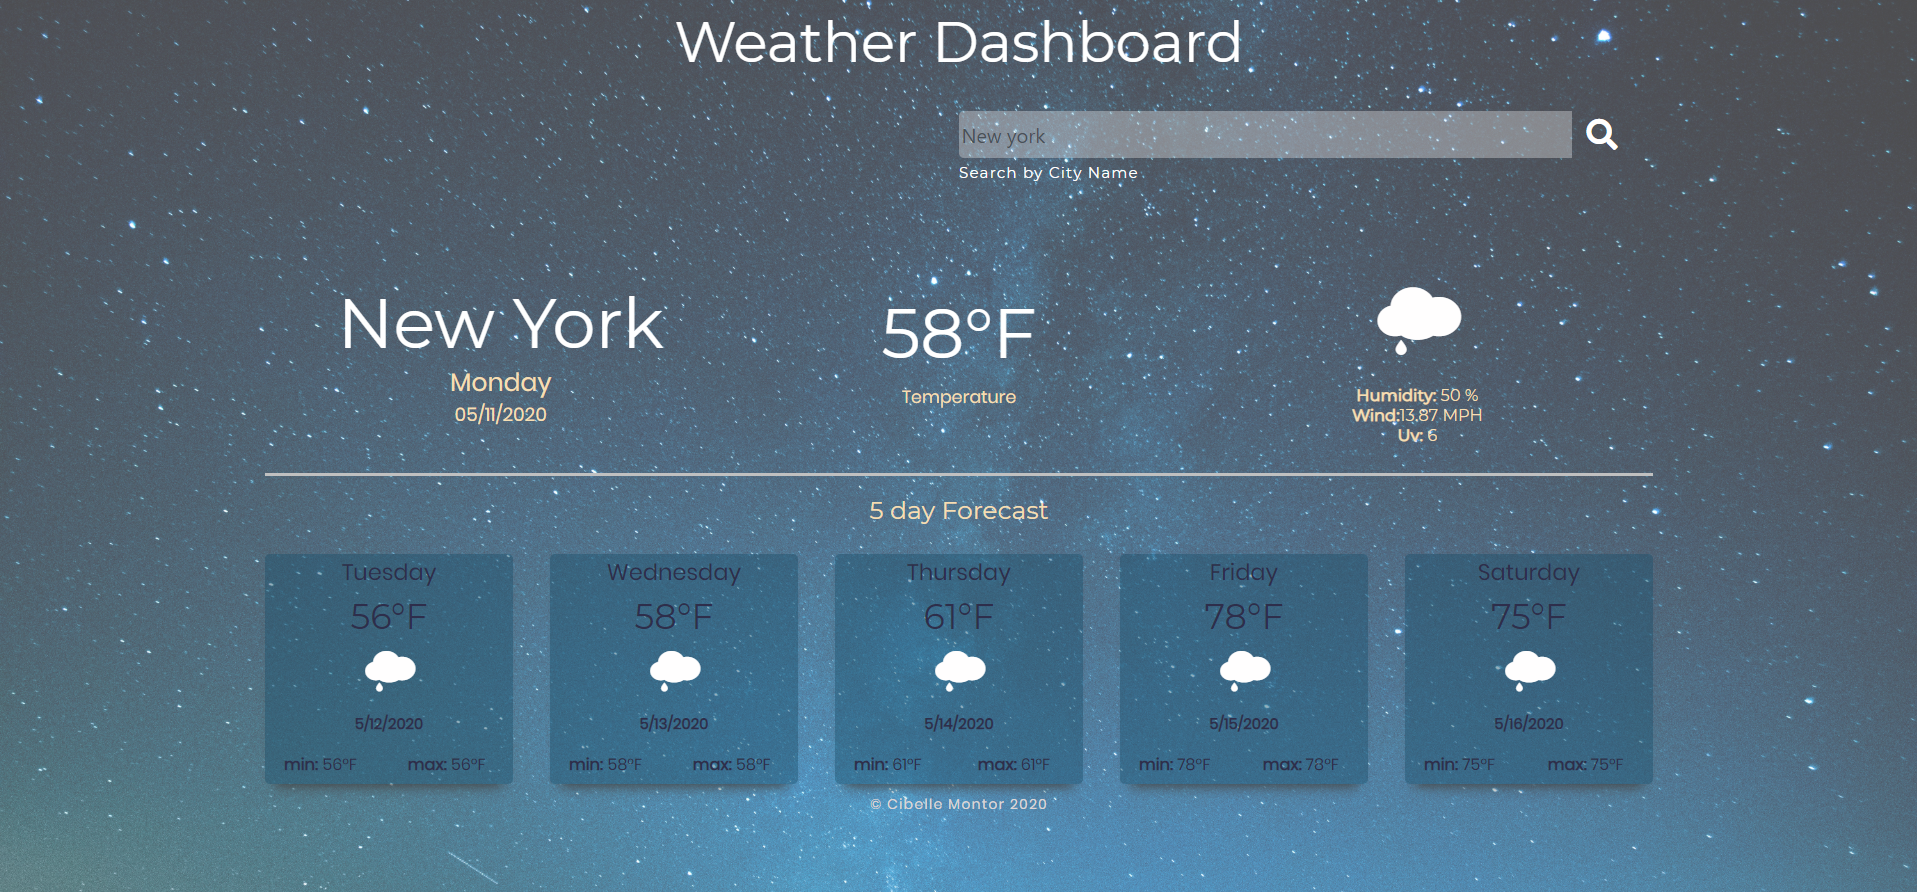 Weather Dashboard
New york
Search by City Name
New York
Monday
05/11/2020
58°F
Temperature
Humidity: 50 %
Wind:13.87 MPH
Uv: 6
5 day Forecast
Tuesday
56°F
5/12/2020
min: 56°F max: 56°F
Wednesday
58°F
5/13/2020
min: 58°F max: 58°F
Thursday
61°F
5/14/2020
min: 61°F max: 61°F
Friday
78°F
5/15/2020
min: 78°F max: 78°F
Saturday
75°F
5/16/2020
min: 75°F max: 75°F
© Cibelle Montor 2020